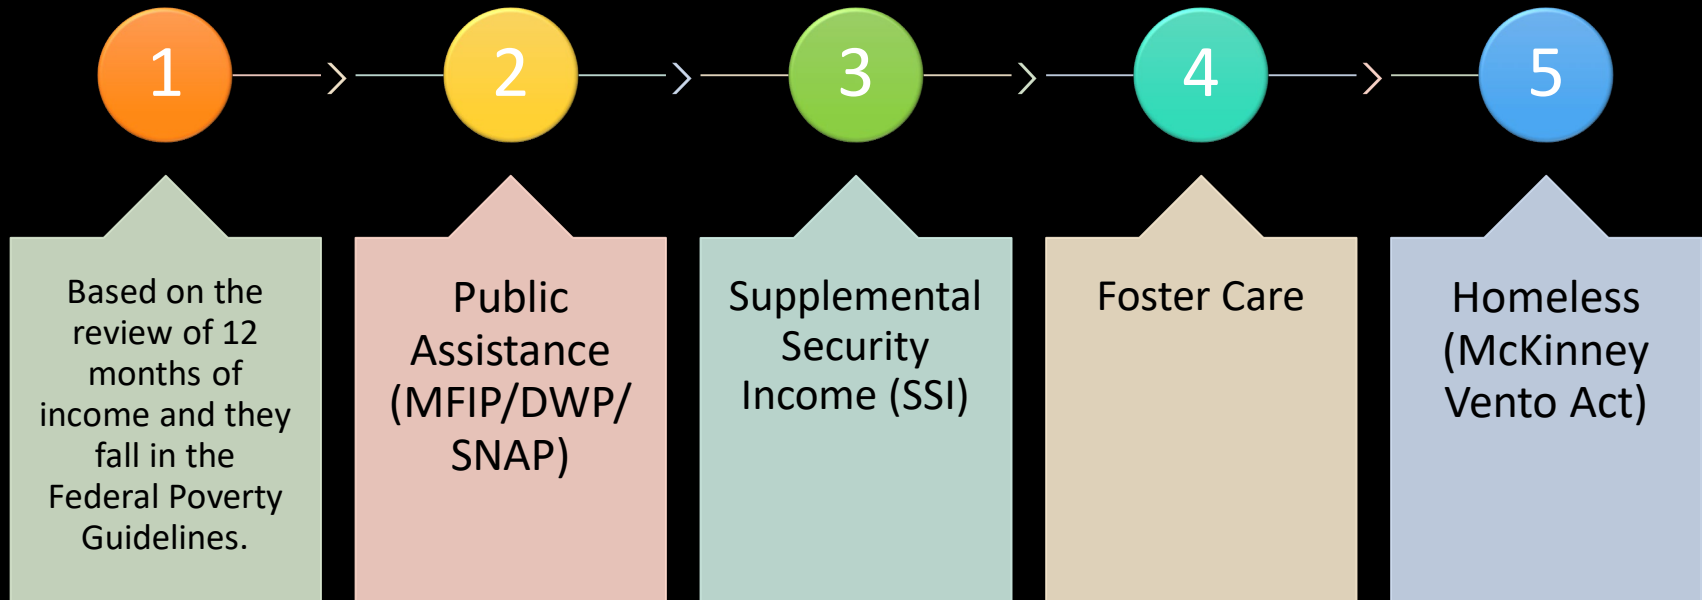 1
2
3
4
5
Based on the
review of 12
months of
income and they
fall in the
Federal Poverty
Guidelines.
Public
Assistance
(MFIP/DWP/
SNAP)
Supplemental
Security
Income (SSI)
Foster Care
Homeless
(McKinney
Vento Act)